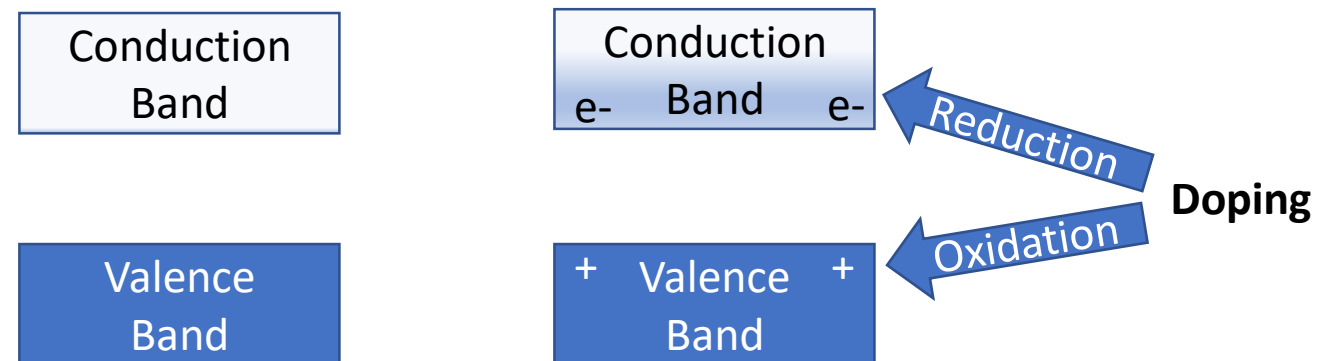 Conduction
Band
Conduction
e- Band e-
Reduction
Doping
Oxidation
Valence
Band
+ Valence +
Band